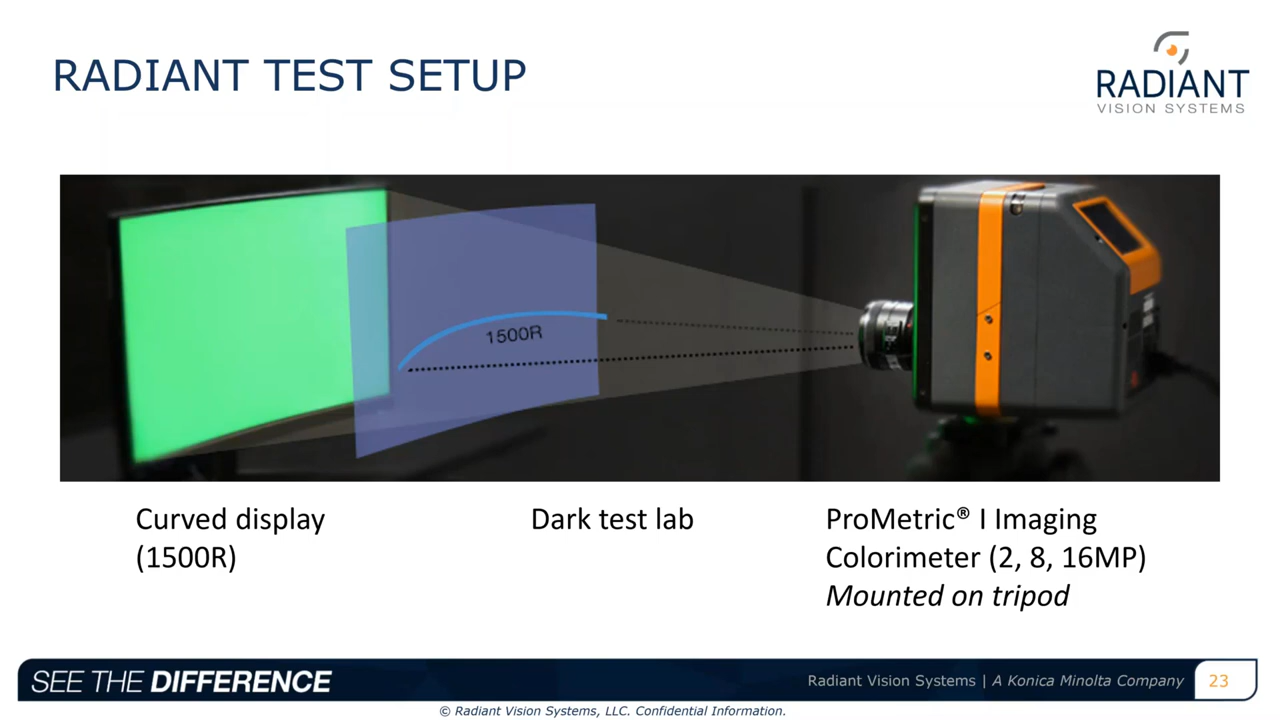 RADIANT TEST SETUP
RADIANT
VISION SYSTEMS
1500R
Curved display
(1500R)
Dark test lab
ProMetric® I Imaging
Colorimeter (2, 8, 16MP)
Mounted on tripod
SEE THE DIFFERENCE
Radiant Vision Systems | A Konica Minolta Company
23
© Radiant Vision Systems, LLC. Confidential Information.